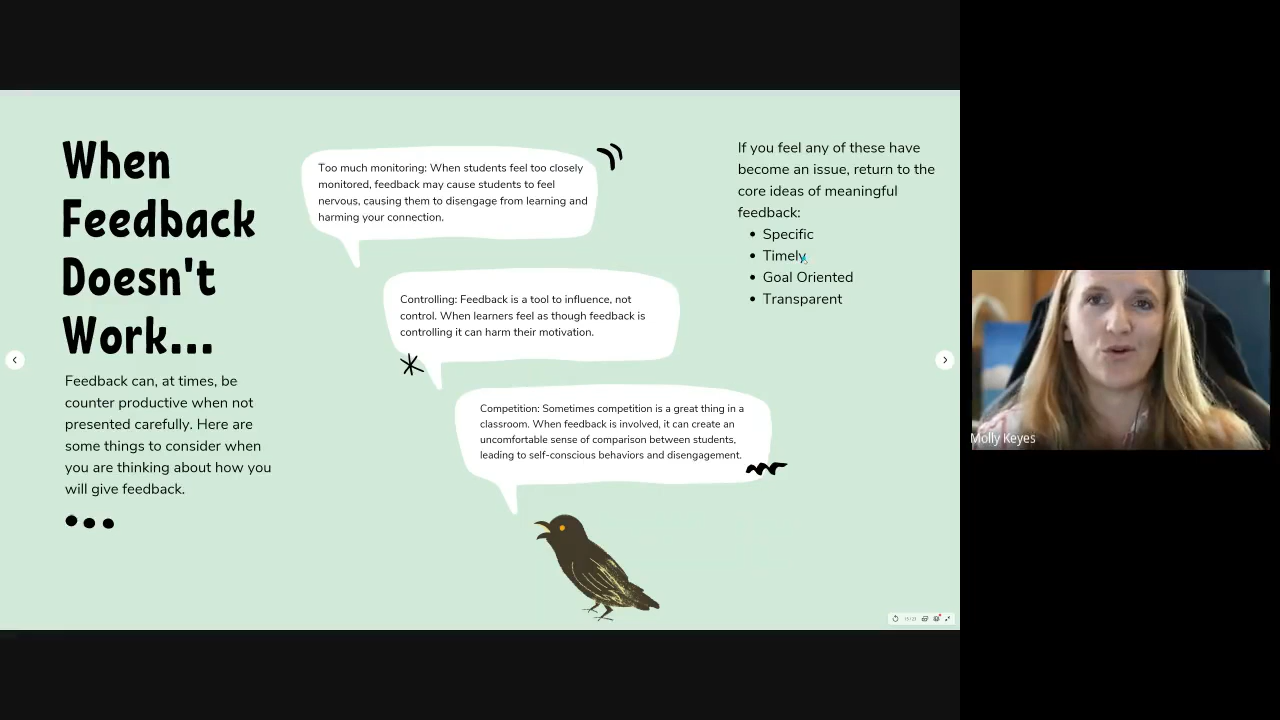 When
Feedback
Doesn't
Work...
Feedback can, at times, be
counter productive when not
presented carefully. Here are
some things to consider when
you are thinking about how you
will give feedback.
Too much monitoring: When students feel too closely
monitored, feedback may cause students to feel
nervous, causing them to disengage from learning and
harming your connection.
Controlling: Feedback is a tool to influence, not
control. When learners feel as though feedback is
controlling it can harm their motivation.
Competition: Sometimes competition is a great thing in a
classroom. When feedback is involved, it can create an
uncomfortable sense of comparison between students,
leading to self-conscious behaviors and disengagement.
If you feel any of these have
become an issue, return to the
core ideas of meaningful
feedback:
• Specific
• Timely
• Goal Oriented
• Transparent
Molly Keyes